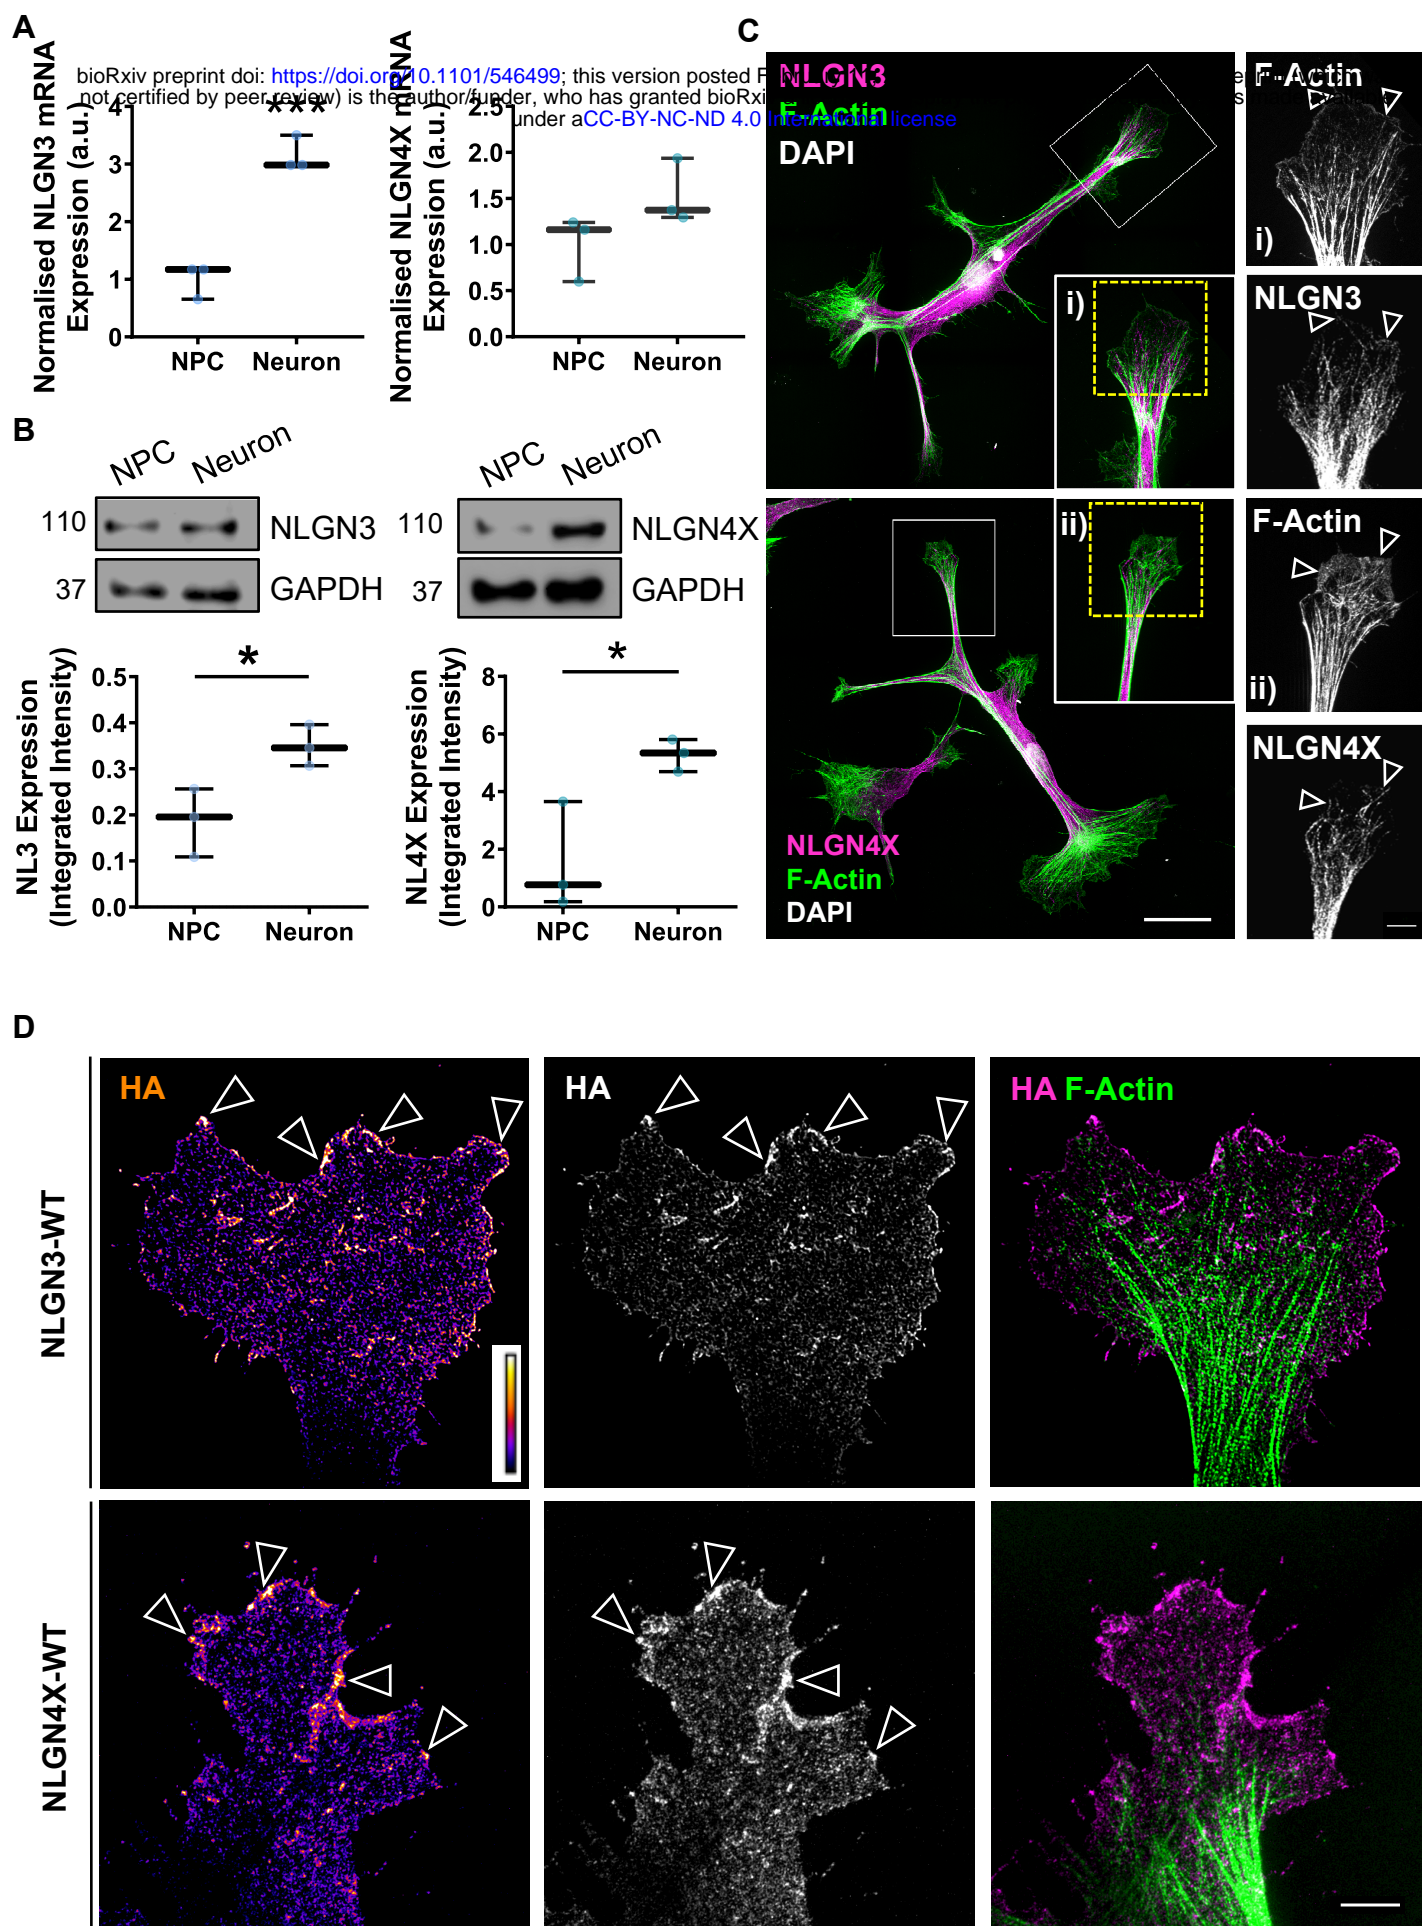 A
C
bioRxiv preprint doi: https://doi.org/10.1101/546499; this version posted
not certified by peer review) is the author/funder, who has granted bioRxi
under aCC-BY-NC-ND 4.0 International license
Normalised NLGN3 mRNA
Expression (a.u.)
4
3
2
1
0
***
NPC
Neuron
Normalised NLGN4X mRNA
Expression (a.u.)
2.5
2.0
1.5
1.0
0.5
0
NPC
Neuron
NLGN3
F-Actin
DAPI
i)
F-Actin
i)
NLGN3
B
NPC
Neuron
110
NLGN3
37
GAPDH
NPC
Neuron
110
NLGN4X
37
GAPDH
NL3 Expression
(Integrated Intensity)
0.5
0.4
0.3
0.2
0.1
0.0
*
NPC
Neuron
NL4X Expression
(Integrated Intensity)
8
6
4
2
0
*
NPC
Neuron
ii)
NLGN4X
F-Actin
DAPI
F-Actin
ii)
NLGN4X
D
NLGN3-WT
HA
HA
HA F-Actin
NLGN4X-WT